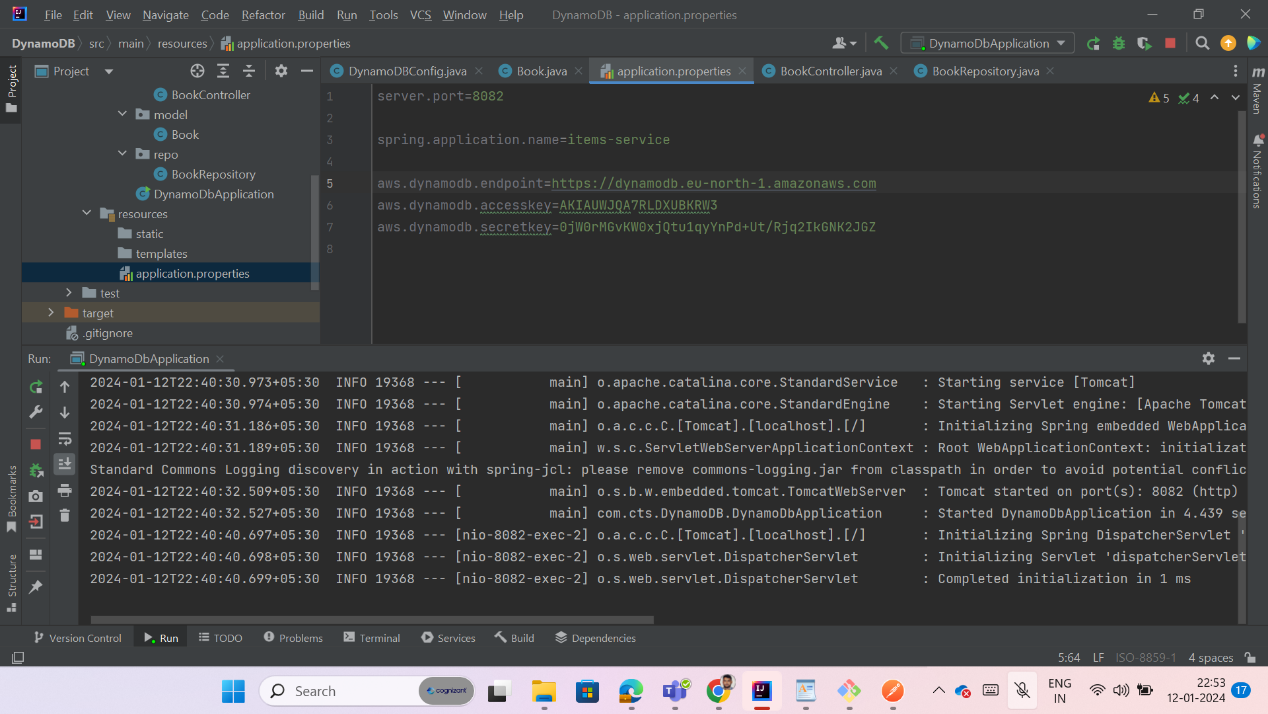 File Edit View Navigate Code Refactor Build Run Tools VCS Window Help DynamoDB - application.properties
DynamoDB src main resources application.properties
DynamoDbApplication
Project
DynamoDBConfig.java
Book.java
application.properties
BookController.java
BookRepository.java
Project
Maven
Notifications
BookController
model
Book
repo
BookRepository
DynamoDbApplication
resources
static
templates
application.properties
test
target
.gitignore
5 4
1 server.port=8082
2
3 spring.application.name=items-service
4
5 aws.dynamodb.endpoint=https://dynamodb.eu-north-1.amazonaws.com
6 aws.dynamodb.accesskey=AKIAUWJQA7RLDXUBKRW3
7 aws.dynamodb.secretkey=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
8
Run: DynamoDbApplication
2024-01-12T22:40:30.973+05:30 INFO 19368 --- [ main] o.apache.catalina.core.StandardService : Starting service [Tomcat]
2024-01-12T22:40:30.974+05:30 INFO 19368 --- [ main] o.apache.catalina.core.StandardEngine : Starting Servlet engine: [Apache Tomcat
2024-01-12T22:40:31.186+05:30 INFO 19368 --- [ main] o.a.c.c.C.[Tomcat].[localhost].[/] : Initializing Spring embedded WebApplica
2024-01-12T22:40:31.189+05:30 INFO 19368 --- [ main] w.s.c.ServletWebServerApplicationContext : Root WebApplicationContext: initializat
Standard Commons Logging discovery in action with spring-jcl: please remove commons-logging.jar from classpath in order to avoid potential conflic
2024-01-12T22:40:32.509+05:30 INFO 19368 --- [ main] o.s.b.w.embedded.tomcat.TomcatWebServer : Tomcat started on port(s): 8082 (http)
2024-01-12T22:40:32.527+05:30 INFO 19368 --- [ main] com.cts.DynamoDB.DynamoDbApplication : Started DynamoDbApplication in 4.439 se
2024-01-12T22:40:40.697+05:30 INFO 19368 --- [nio-8082-exec-2] o.a.c.c.C.[Tomcat].[localhost].[/] : Initializing Spring DispatcherServlet '
2024-01-12T22:40:40.698+05:30 INFO 19368 --- [nio-8082-exec-2] o.s.web.servlet.DispatcherServlet : Initializing Servlet 'dispatcherServlet
2024-01-12T22:40:40.699+05:30 INFO 19368 --- [nio-8082-exec-2] o.s.web.servlet.DispatcherServlet : Completed initialization in 1 ms
Bookmarks
Structure
Version Control Run TODO Problems Terminal Services Build Dependencies
5:64 LF ISO-8859-1 4 spaces
Search cognizant
ENG
IN
22:53
12-01-2024
17